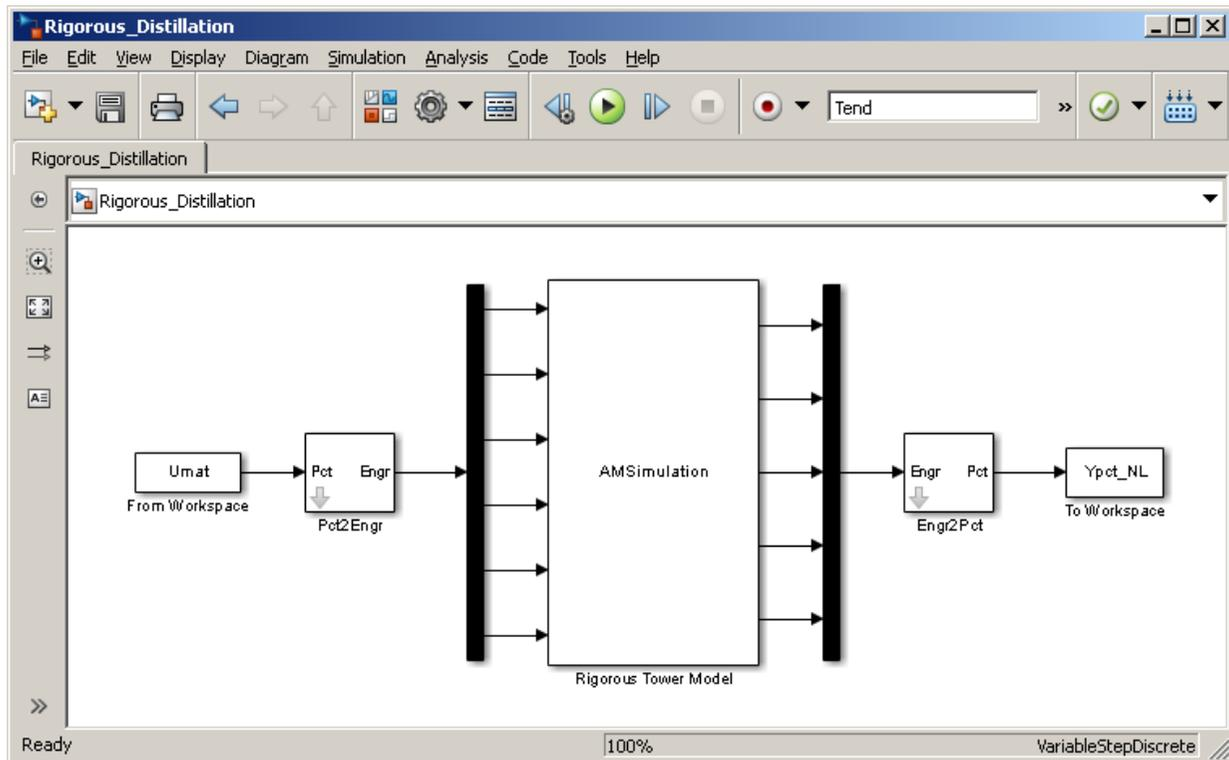 Rigorous_Distillation
File Edit View Display Diagram Simulation Analysis Code Tools Help
Tend »
Rigorous_Distillation
Rigorous_Distillation
Umat
From Workspace
Pct Engr
Pct2Engr
AMSimulation
Rigorous Tower Model
Engr Pct
Engr2Pct
Ypct_NL
To Workspace
A
»
Ready 100% VariableStepDiscrete